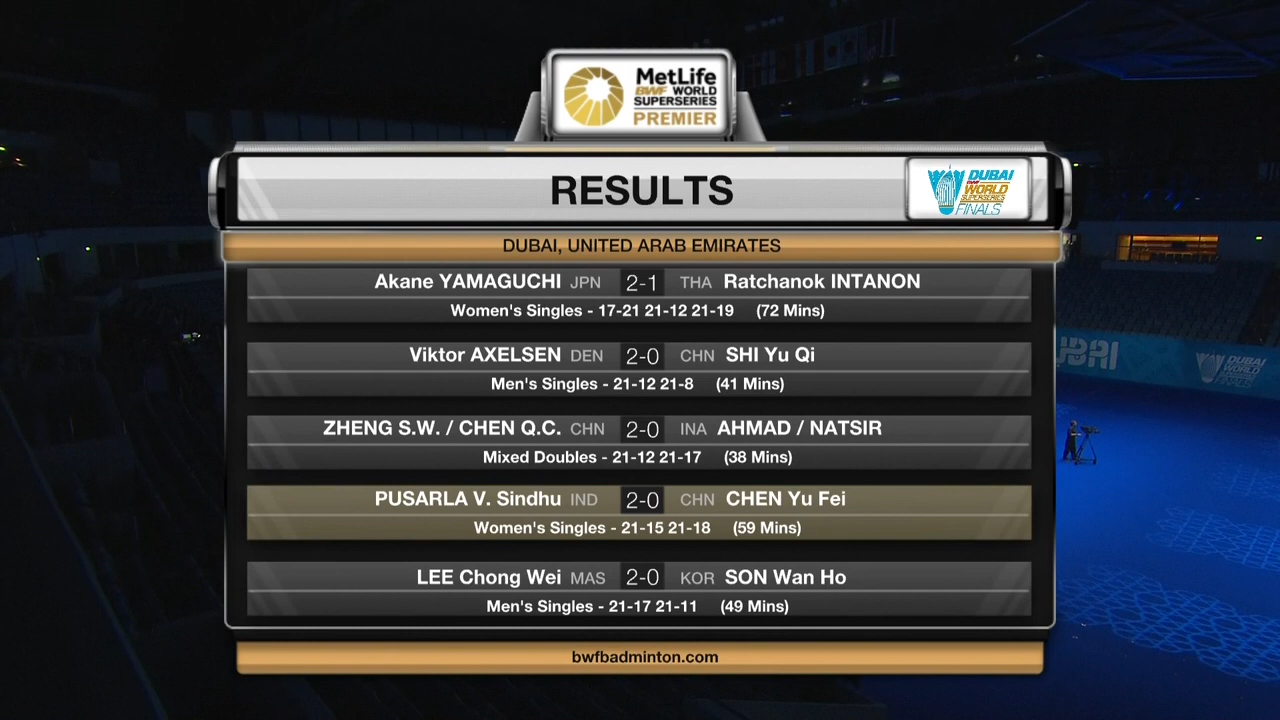 MetLife
BWF WORLD
SUPERSERIES
PREMIER
RESULTS
DUBAI
BWF
WORLD
SUPERSERIES
FINALS
DUBAI, UNITED ARAB EMIRATES
Akane YAMAGUCHI JPN 2-1 THA Ratchanok INTANON
Women's Singles - 17-21 21-12 21-19 (72 Mins)
Viktor AXELSEN DEN 2-0 CHN SHI Yu Qi
Men's Singles - 21-12 21-8 (41 Mins)
ZHENG S.W. / CHEN Q.C. CHN 2-0 INA AHMAD / NATSIR
Mixed Doubles - 21-12 21-17 (38 Mins)
PUSARLA V. Sindhu IND 2-0 CHN CHEN Yu Fei
Women's Singles - 21-15 21-18 (59 Mins)
LEE Chong Wei MAS 2-0 KOR SON Wan Ho
Men's Singles - 21-17 21-11 (49 Mins)
bwfbadminton.com
UBAI
DUBAI
WORLD
FINALS